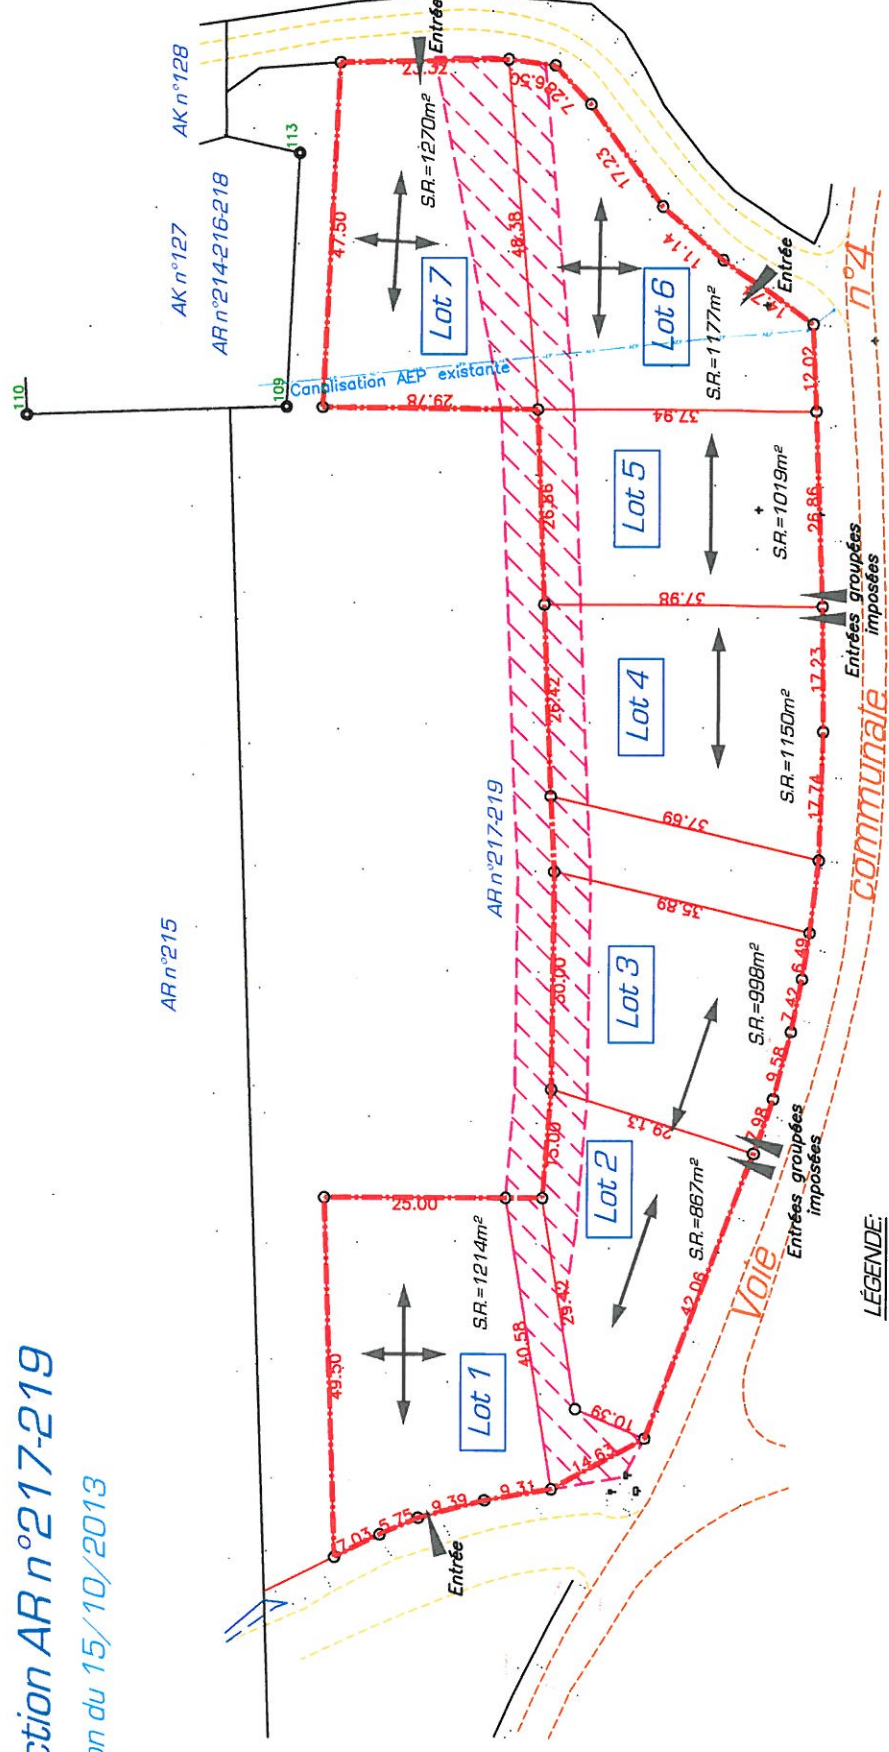 ction AR n°217-219
on du 15/10/2013
AR n°215
AK n°128
AK n°127
AR n°214-216-218
113
110
109
AR n°217-219
Canalisation AEP existante
Lot 1
S.R.=1214m²
Lot 2
S.R.=867m²
Lot 3
S.R.=998m²
Lot 4
S.R.=1150m²
Lot 5
S.R.=1019m²
Lot 6
S.R.=1177m²
Lot 7
S.R.=1270m²
49.50
25.00
40.58
29.42
10.39
14.63
9.31
9.39
5.75
7.03
42.06
15.00
29.13
7.98
9.58
7.42
6.49
30.00
35.89
37.69
26.42
17.74
17.23
37.98
26.86
26.86
37.94
12.02
29.78
47.50
48.38
6.50
7.28
17.23
11.14
Entrée
Entrée
Entrée
Entrées groupées
imposées
Entrées groupées
imposées
Voie
communale
n°4
LÉGENDE: